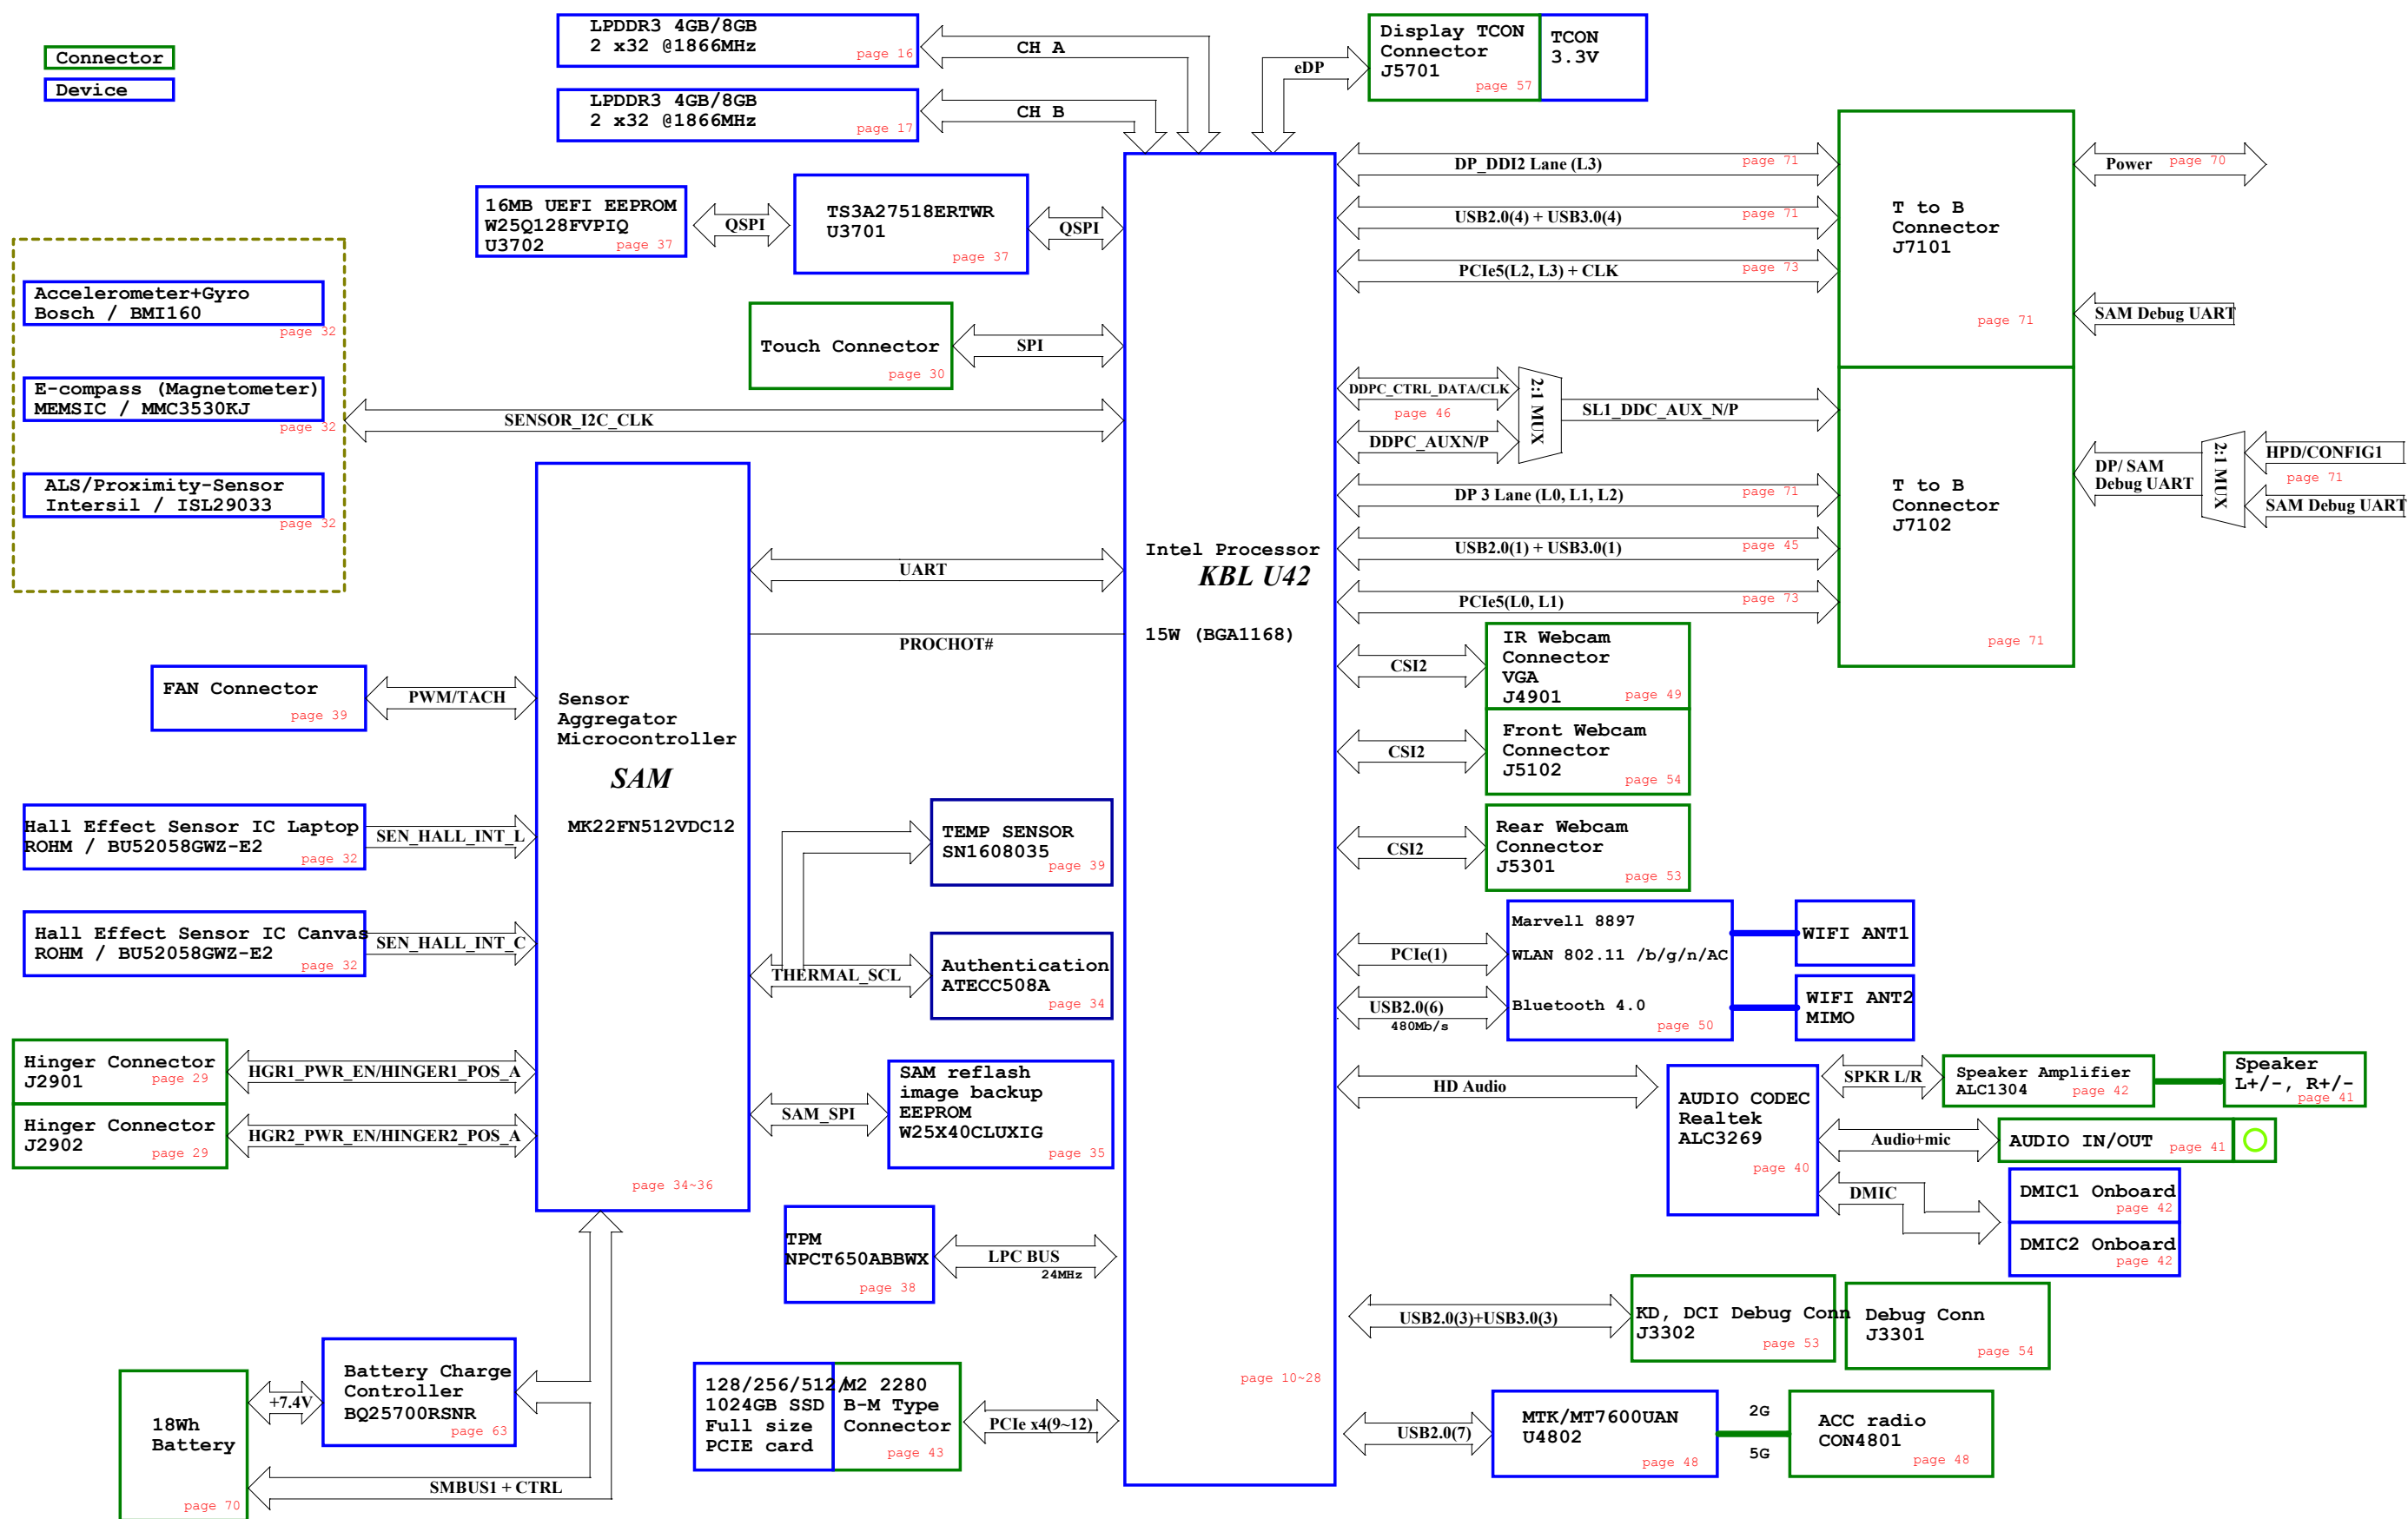 Connector
Device
LPDDR3 4GB/8GB
2 x32 @1866MHz
page 16
CH A
LPDDR3 4GB/8GB
2 x32 @1866MHz
page 17
CH B
eDP
Display TCON
Connector
J5701
page 57
TCON
3.3V
16MB UEFI EEPROM
W25Q128FVPIQ
U3702
page 37
QSPI
TS3A27518ERTWR
U3701
page 37
QSPI
Touch Connector
page 30
SPI
Accelerometer+Gyro
Bosch / BMI160
page 32
E-compass (Magnetometer)
MEMSIC / MMC3530KJ
page 32
ALS/Proximity-Sensor
Intersil / ISL29033
page 32
SENSOR_I2C_CLK
UART
PROCHOT#
Intel Processor
KBL U42
15W (BGA1168)
page 10~28
DP_DDI2 Lane (L3)
page 71
USB2.0(4) + USB3.0(4)
page 71
PCIe5(L2, L3) + CLK
page 73
T to B
Connector
J7101
page 71
Power
page 70
SAM Debug UART
DDPC_CTRL_DATA/CLK
page 46
DDPC_AUXN/P
2:1 MUX
SL1_DDC_AUX_N/P
DP 3 Lane (L0, L1, L2)
page 71
USB2.0(1) + USB3.0(1)
page 45
PCIe5(L0, L1)
page 73
T to B
Connector
J7102
page 71
DP/ SAM
Debug UART
2:1 MUX
HPD/CONFIG1
page 71
SAM Debug UART
CSI2
IR Webcam
Connector
VGA
J4901
page 49
CSI2
Front Webcam
Connector
J5102
page 54
CSI2
Rear Webcam
Connector
J5301
page 53
FAN Connector
page 39
PWM/TACH
Sensor
Aggregator
Microcontroller
SAM
MK22FN512VDC12
page 34~36
Hall Effect Sensor IC Laptop
ROHM / BU52058GWZ-E2
page 32
SEN_HALL_INT_L
Hall Effect Sensor IC Canvas
ROHM / BU52058GWZ-E2
page 32
SEN_HALL_INT_C
TEMP SENSOR
SN1608035
page 39
THERMAL_SCL
Authentication
ATECC508A
page 34
Hinger Connector
J2901
page 29
HGR1_PWR_EN/HINGER1_POS_A
Hinger Connector
J2902
page 29
HGR2_PWR_EN/HINGER2_POS_A
SAM_SPI
SAM reflash
image backup
EEPROM
W25X40CLUXIG
page 35
TPM
NPCT650ABBWX
page 38
LPC BUS
24MHz
PCIe(1)
USB2.0(6)
480Mb/s
Marvell 8897
WLAN 802.11 /b/g/n/AC
Bluetooth 4.0
page 50
WIFI ANT1
WIFI ANT2
MIMO
HD Audio
AUDIO CODEC
Realtek
ALC3269
page 40
SPKR L/R
Speaker Amplifier
ALC1304
page 42
Speaker
L+/-, R+/-
page 41
Audio+mic
AUDIO IN/OUT
page 41
DMIC
DMIC1 Onboard
page 42
DMIC2 Onboard
page 42
USB2.0(3)+USB3.0(3)
KD, DCI Debug Conn
J3302
page 53
Debug Conn
J3301
page 54
18Wh
Battery
page 70
+7.4V
Battery Charge
Controller
BQ25700RSNR
page 63
SMBUS1 + CTRL
128/256/512/
1024GB SSD
Full size
PCIE card
M2 2280
B-M Type
Connector
page 43
PCIe x4(9~12)
USB2.0(7)
MTK/MT7600UAN
U4802
page 48
2G
5G
ACC radio
CON4801
page 48